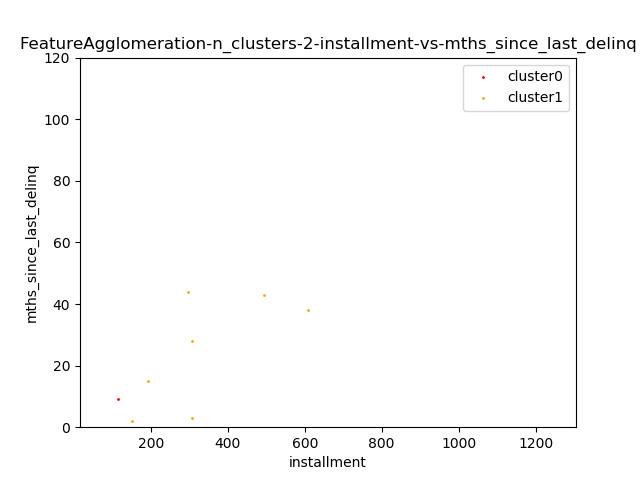 FeatureAgglomeration-n_clusters-2-installment-vs-mths_since_last_delinq
cluster0
cluster1
120
100
80
60
40
20
0
mths_since_last_delinq
200 400 600 800 1000 1200
installment